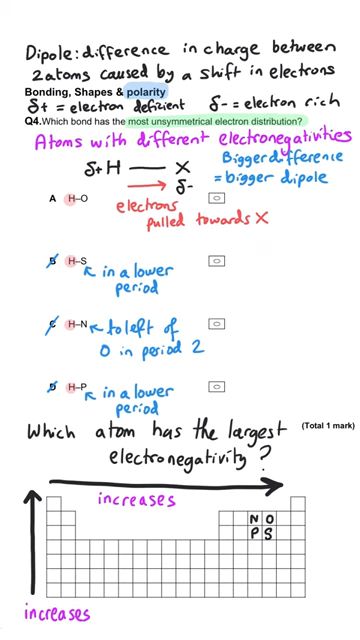 Dipole: difference in charge between
2 atoms caused by a shift in electrons
Bonding, Shapes & polarity
δ+ = electron deficient δ- = electron rich
Q4.Which bond has the most unsymmetrical electron distribution?
Atoms with different electronegativities
δ+ H — X
δ-
Bigger difference
= bigger dipole
A H–O
electrons
pulled towards X
B H–S
in a lower
period
C H–N
to left of
O in period 2
D H–P
in a lower
period
(Total 1 mark)
Which atom has the largest
electronegativity?
increases
N O
P S
increases